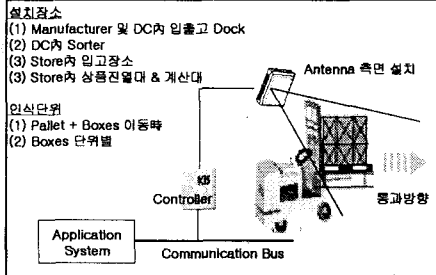 설치장소
(1) Manufacturer 및 DC內 입출고 Dock
(2) DC內 Sorter
(3) Store內 입고장소
(3) Store內 상품진열대 & 계산대
인식단위
(1) Pallet + Boxes 이동時
(2) Boxes 단위별
Antenna 측면 설치
Controller
통과방향
Application
System
Communication Bus